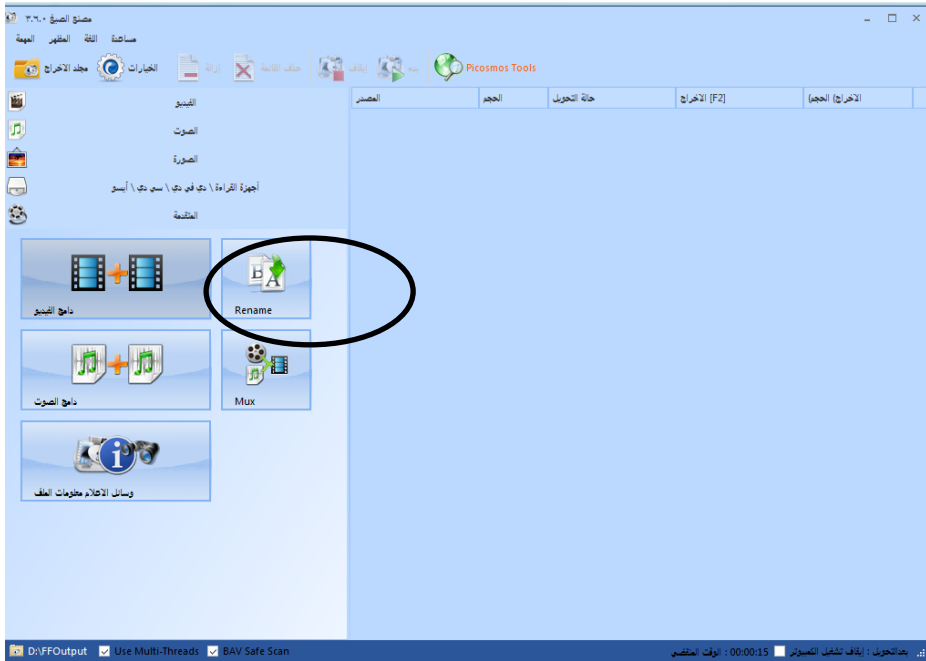 مصنع الصيغ ٣.٦.٠
المهمة المظهر اللغة مساعدة
مجلد الاخراج الخيارات إزالة حذف القائمة إيقاف بدء Picosmos Tools
الفيديو
الصوت
الصورة
أجهزة القراءة \ دي في دي \ سي دي \ أيسو
المتقدمة
المصدر الحجم حالة التحويل الاخراج [F2] الاخراج) الحجم)
دامج الفيديو
Rename
دامج الصوت
Mux
وسائل الاعلام معلومات الملف
D:\FFOutput Use Multi-Threads BAV Safe Scan
الوقت المنقضي : 00:00:15
بعدالتحويل : إيقاف تشغيل الكمبيوتر